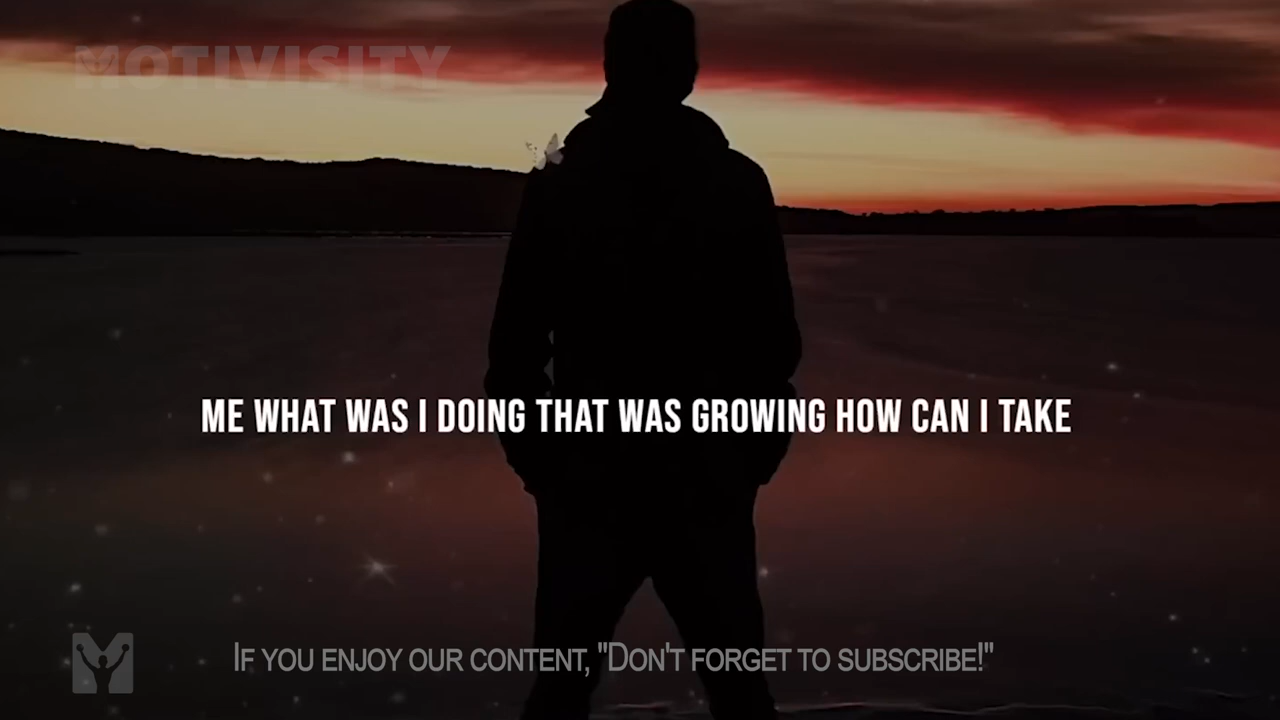 MOTIVISITY
ME WHAT WAS I DOING THAT WAS GROWING HOW CAN I TAKE
If you enjoy our content, "Don't forget to subscribe!"